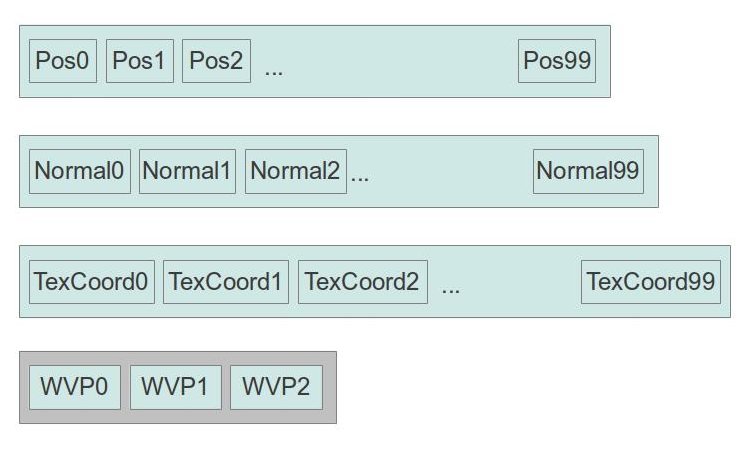 Pos0 Pos1 Pos2 ... Pos99
Normal0 Normal1 Normal2 ... Normal99
TexCoord0 TexCoord1 TexCoord2 ... TexCoord99
WVP0 WVP1 WVP2